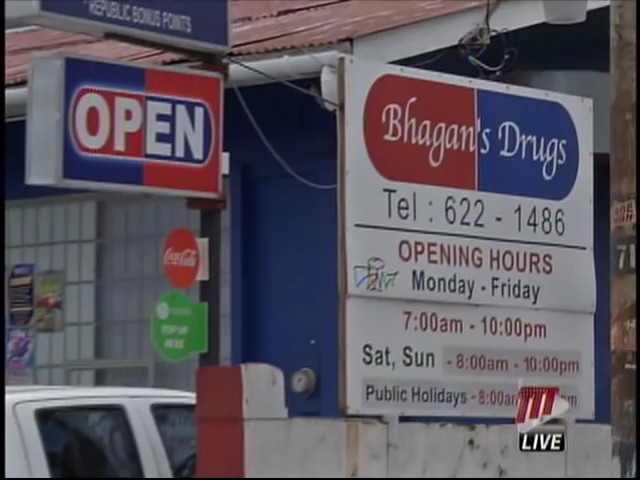 REPUBLIC BONUS POINTS
OPEN
Bhagan's Drugs
Tel : 622 - 1486
OPENING HOURS
Monday - Friday
7:00am - 10:00pm
Sat, Sun - 8:00am - 10:00pm
Public Holidays - 8:00am
Coca-Cola
TOP UP
HERE
LIVE